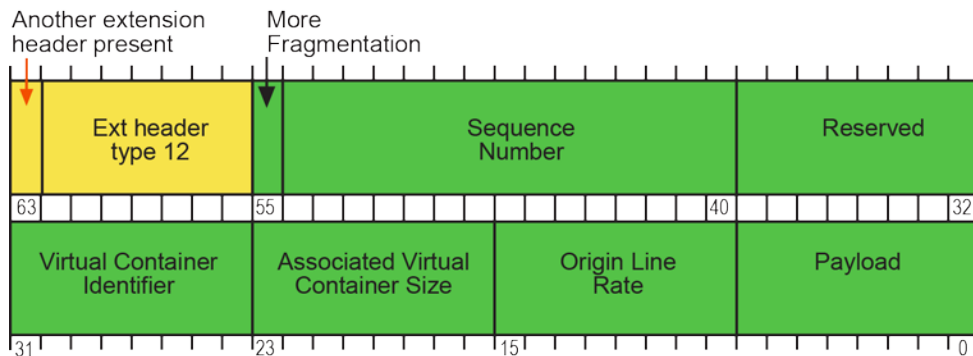 Another extension
header present
More
Fragmentation
Ext header
type 12
Sequence
Number
Reserved
63
55
40
32
Virtual Container
Identifier
Associated Virtual
Container Size
Origin Line
Rate
Payload
31
23
15
0